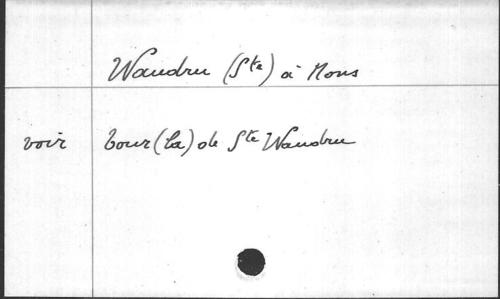 Waudru (Ste) à Mons
voir Tour (La) de Ste Waudru